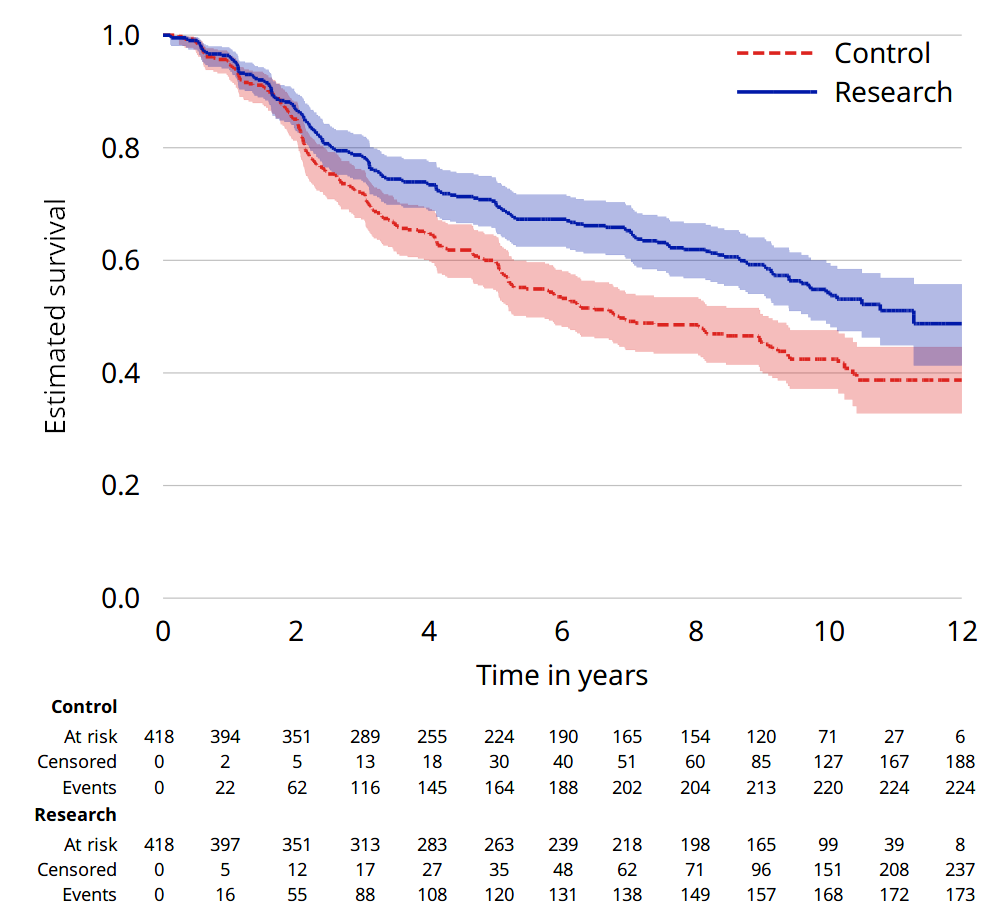 1.0
Control
Research
0.8
0.6
0.4
0.2
0.0
Estimated survival
0 2 4 6 8 10 12
Time in years
Control
At risk 418 394 351 289 255 224 190 165 154 120 71 27 6
Censored 0 2 5 13 18 30 40 51 60 85 127 167 188
Events 0 22 62 116 145 164 188 202 204 213 220 224 224
Research
At risk 418 397 351 313 283 263 239 218 198 165 99 39 8
Censored 0 5 12 17 27 35 48 62 71 96 151 208 237
Events 0 16 55 88 108 120 131 138 149 157 168 172 173